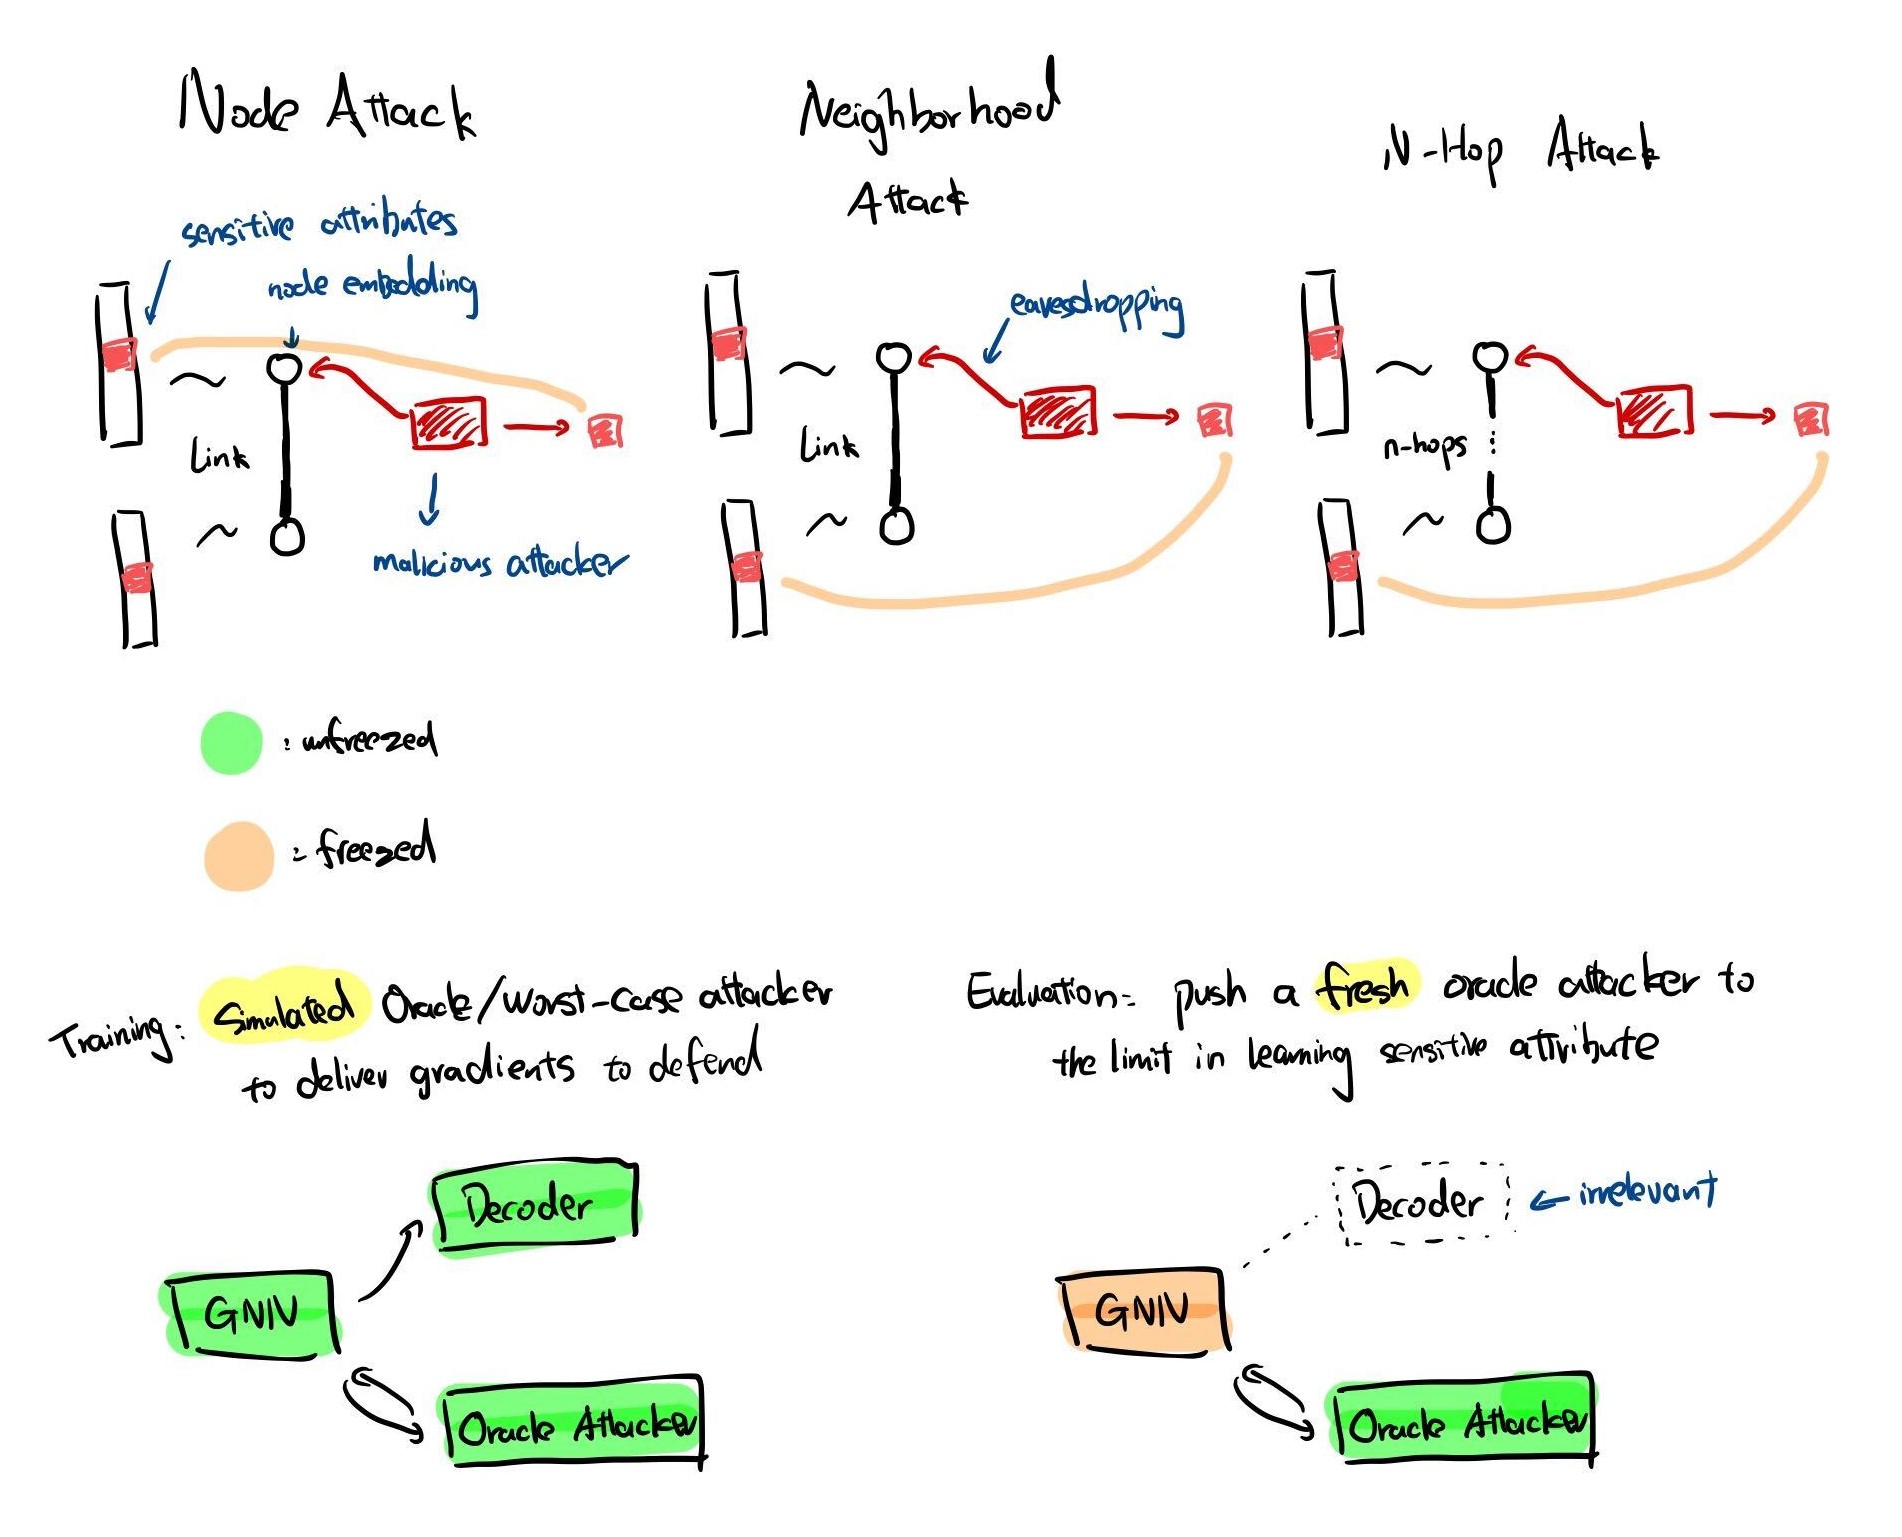 Node Attack
Neighborhood
Attack
N-Hop Attack
sensitive attributes
node embedding
eavesdropping
Link
Link
n-hops
malicious attacker
: unfreezed
: freezed
Training: Simulated Oracle/worst-case attacker
to deliver gradients to defend
Evaluation: push a fresh oracle attacker to
the limit in learning sensitive attribute
Decoder
GNN
Oracle Attacker
Decoder
irrelevant
GNN
Oracle Attacker